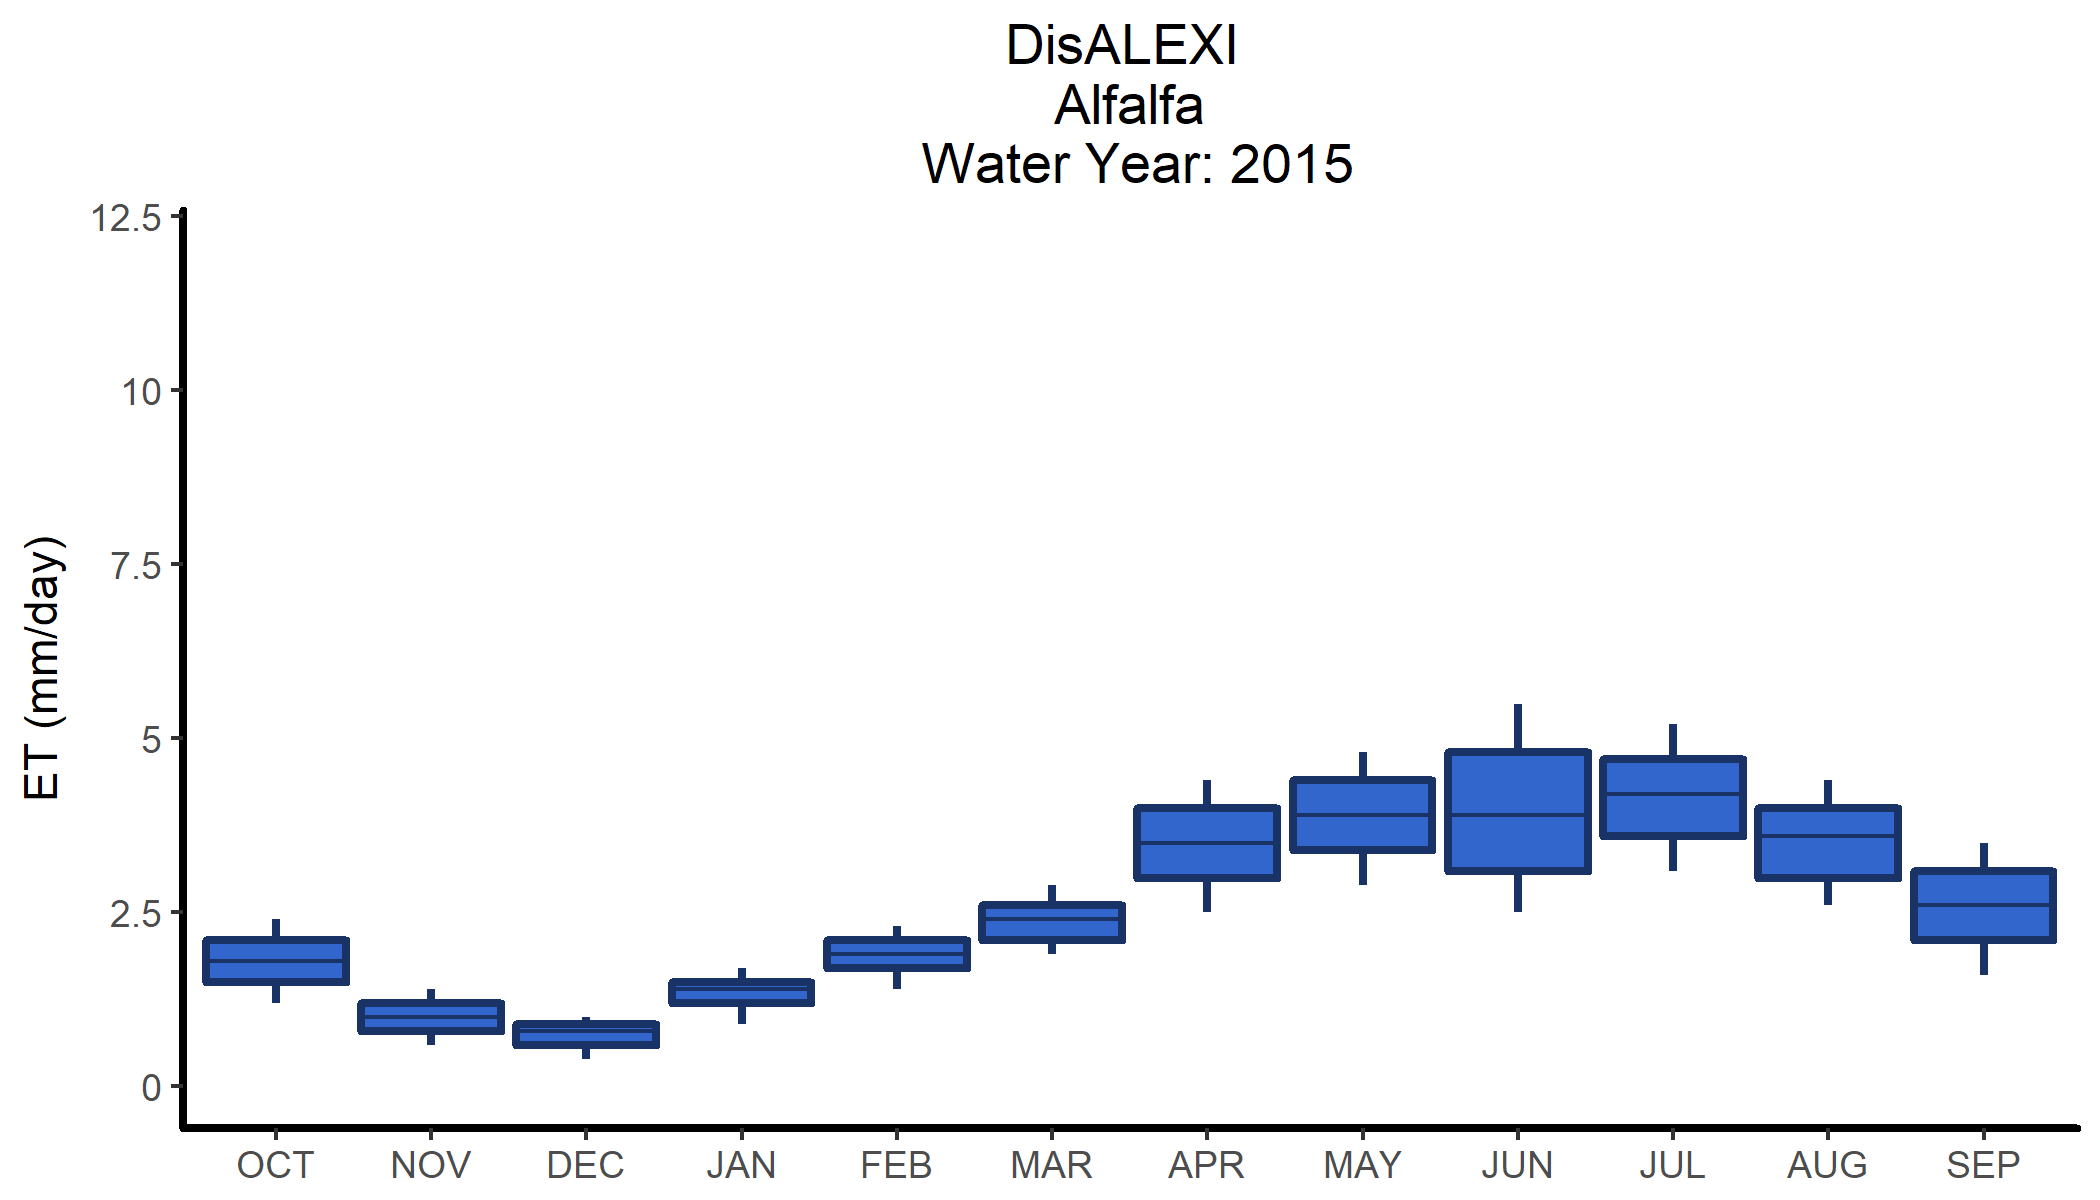 DisALEXI
Alfalfa
Water Year: 2015
ET (mm/day)
12.5
10
7.5
5
2.5
0
OCT NOV DEC JAN FEB MAR APR MAY JUN JUL AUG SEP